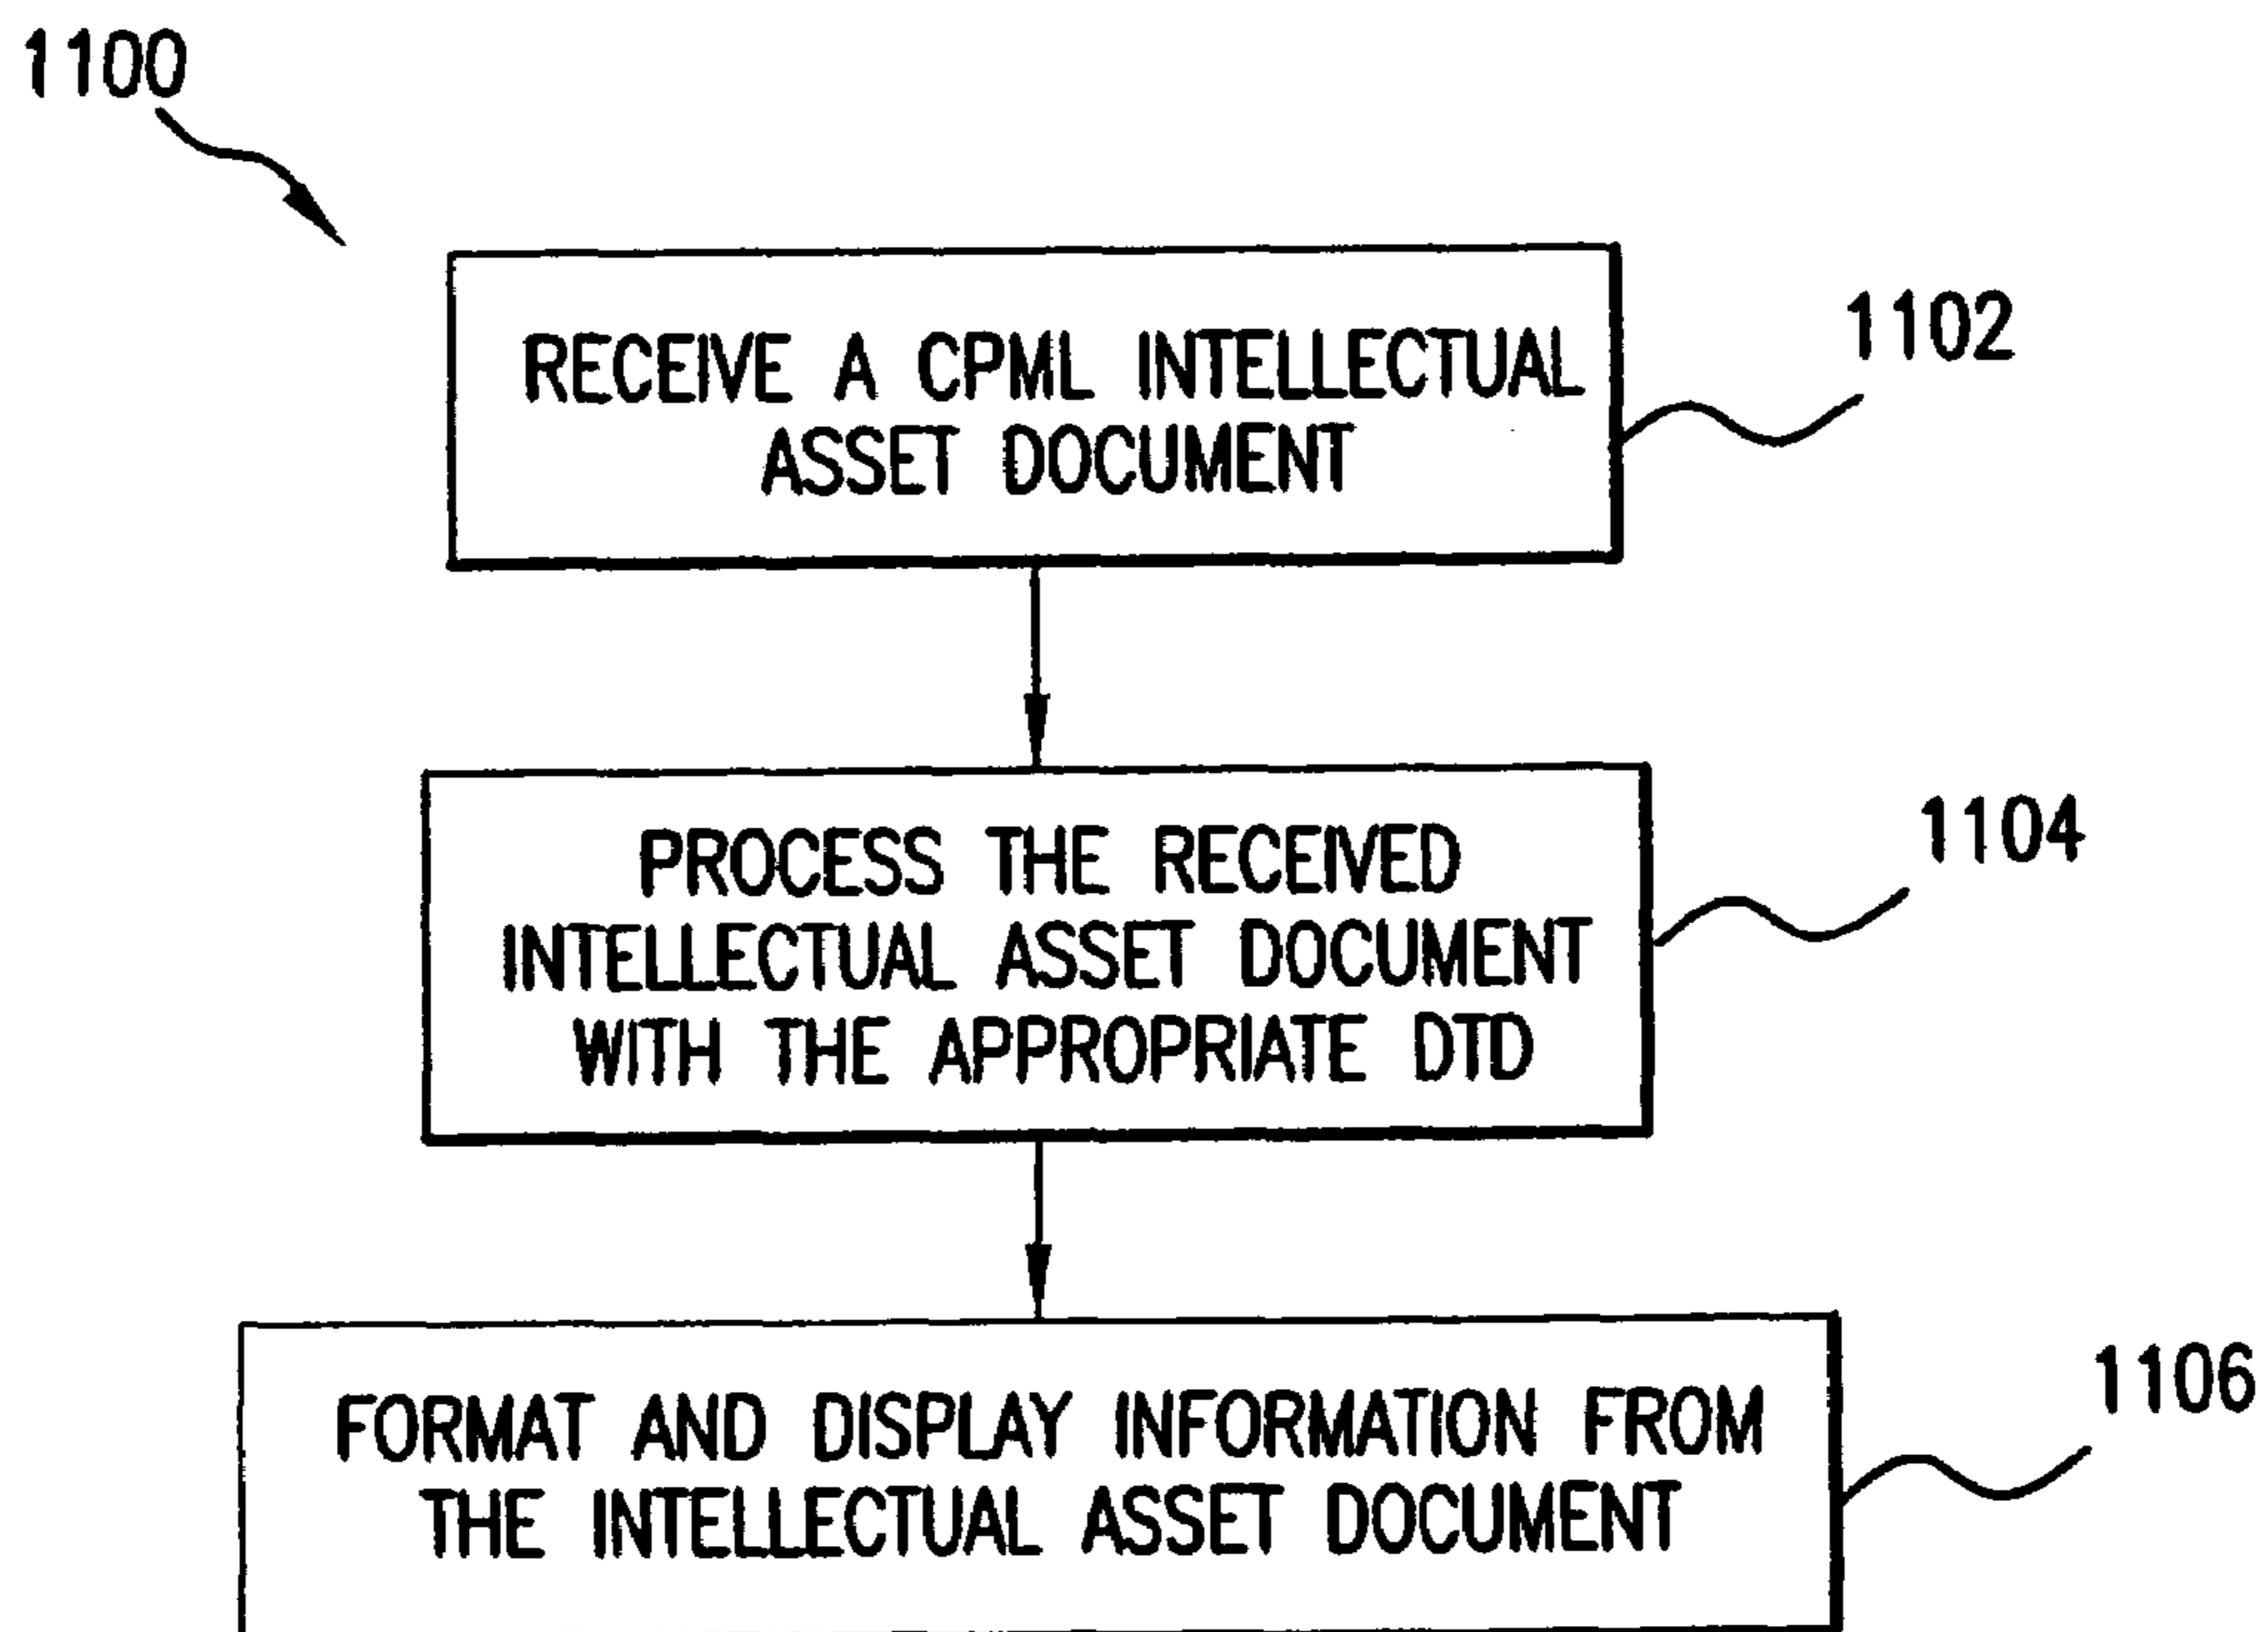 1100
RECEIVE A CPML INTELLECTUAL
ASSET DOCUMENT
1102
PROCESS THE RECEIVED
INTELLECTUAL ASSET DOCUMENT
WITH THE APPROPRIATE DTD
1104
FORMAT AND DISPLAY INFORMATION FROM
THE INTELLECTUAL ASSET DOCUMENT
1106